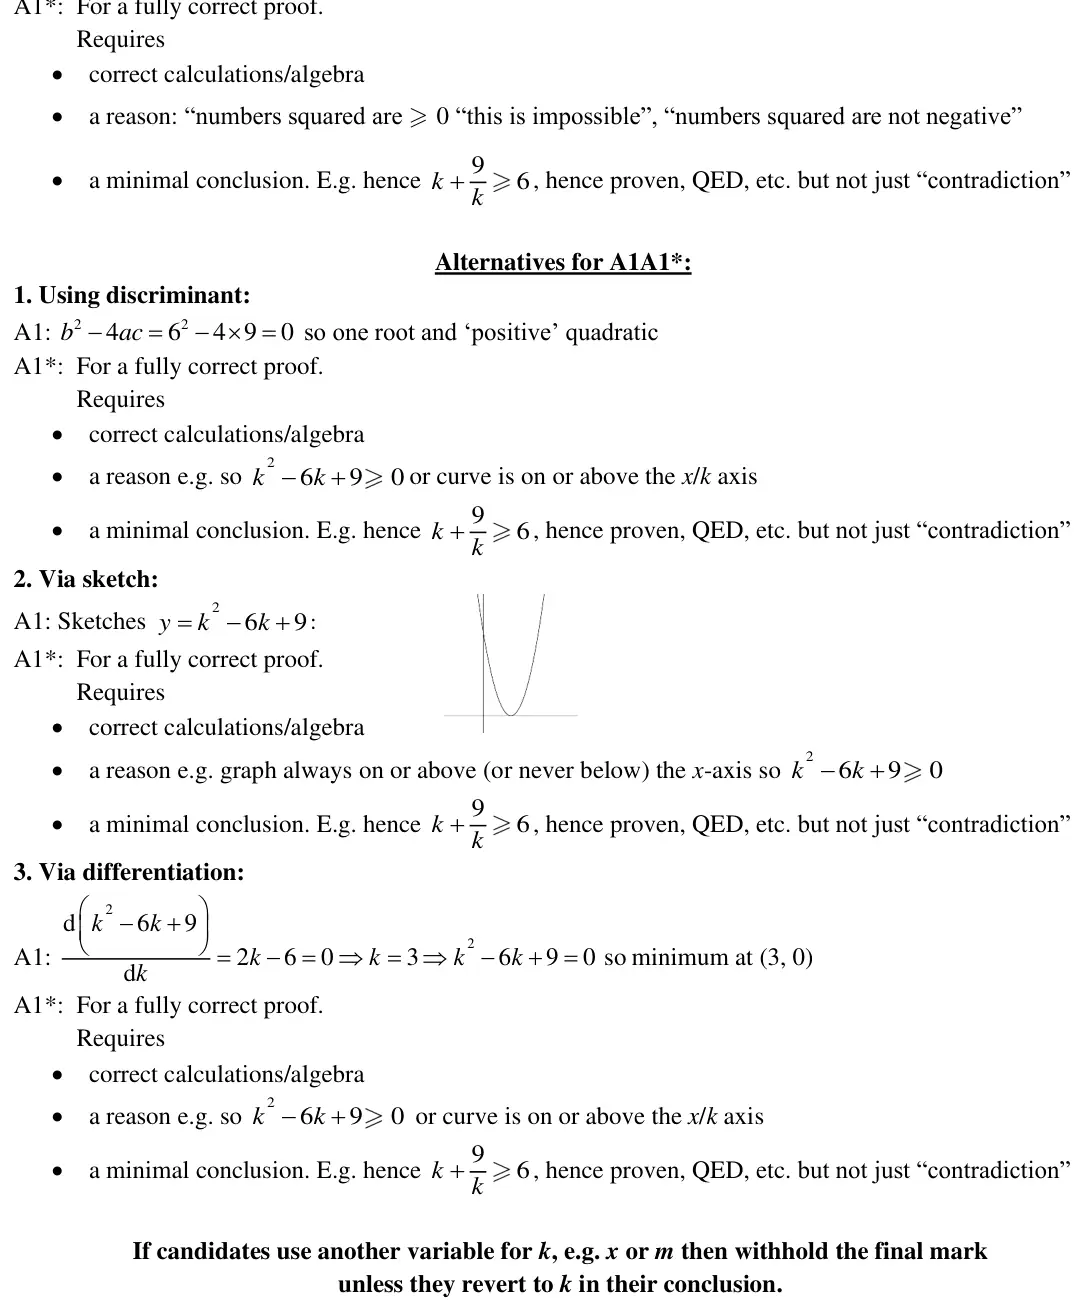 A1*: For a fully correct proof.
Requires
• correct calculations/algebra
• a reason: “numbers squared are ⩾ 0 “this is impossible”, “numbers squared are not negative”
• a minimal conclusion. E.g. hence k + 9/k ⩾ 6, hence proven, QED, etc. but not just “contradiction”
Alternatives for A1A1*:
1. Using discriminant:
A1: b² − 4ac = 6² − 4×9 = 0 so one root and ‘positive’ quadratic
A1*: For a fully correct proof.
Requires
• correct calculations/algebra
• a reason e.g. so k² − 6k + 9 ⩾ 0 or curve is on or above the x/k axis
• a minimal conclusion. E.g. hence k + 9/k ⩾ 6, hence proven, QED, etc. but not just “contradiction”
2. Via sketch:
A1: Sketches y = k² − 6k + 9:
A1*: For a fully correct proof.
Requires
• correct calculations/algebra
• a reason e.g. graph always on or above (or never below) the x-axis so k² − 6k + 9 ⩾ 0
• a minimal conclusion. E.g. hence k + 9/k ⩾ 6, hence proven, QED, etc. but not just “contradiction”
3. Via differentiation:
A1: d(k² − 6k + 9)/dk = 2k − 6 = 0 ⇒ k = 3 ⇒ k² − 6k + 9 = 0 so minimum at (3, 0)
A1*: For a fully correct proof.
Requires
• correct calculations/algebra
• a reason e.g. so k² − 6k + 9 ⩾ 0 or curve is on or above the x/k axis
• a minimal conclusion. E.g. hence k + 9/k ⩾ 6, hence proven, QED, etc. but not just “contradiction”
If candidates use another variable for k, e.g. x or m then withhold the final mark
unless they revert to k in their conclusion.